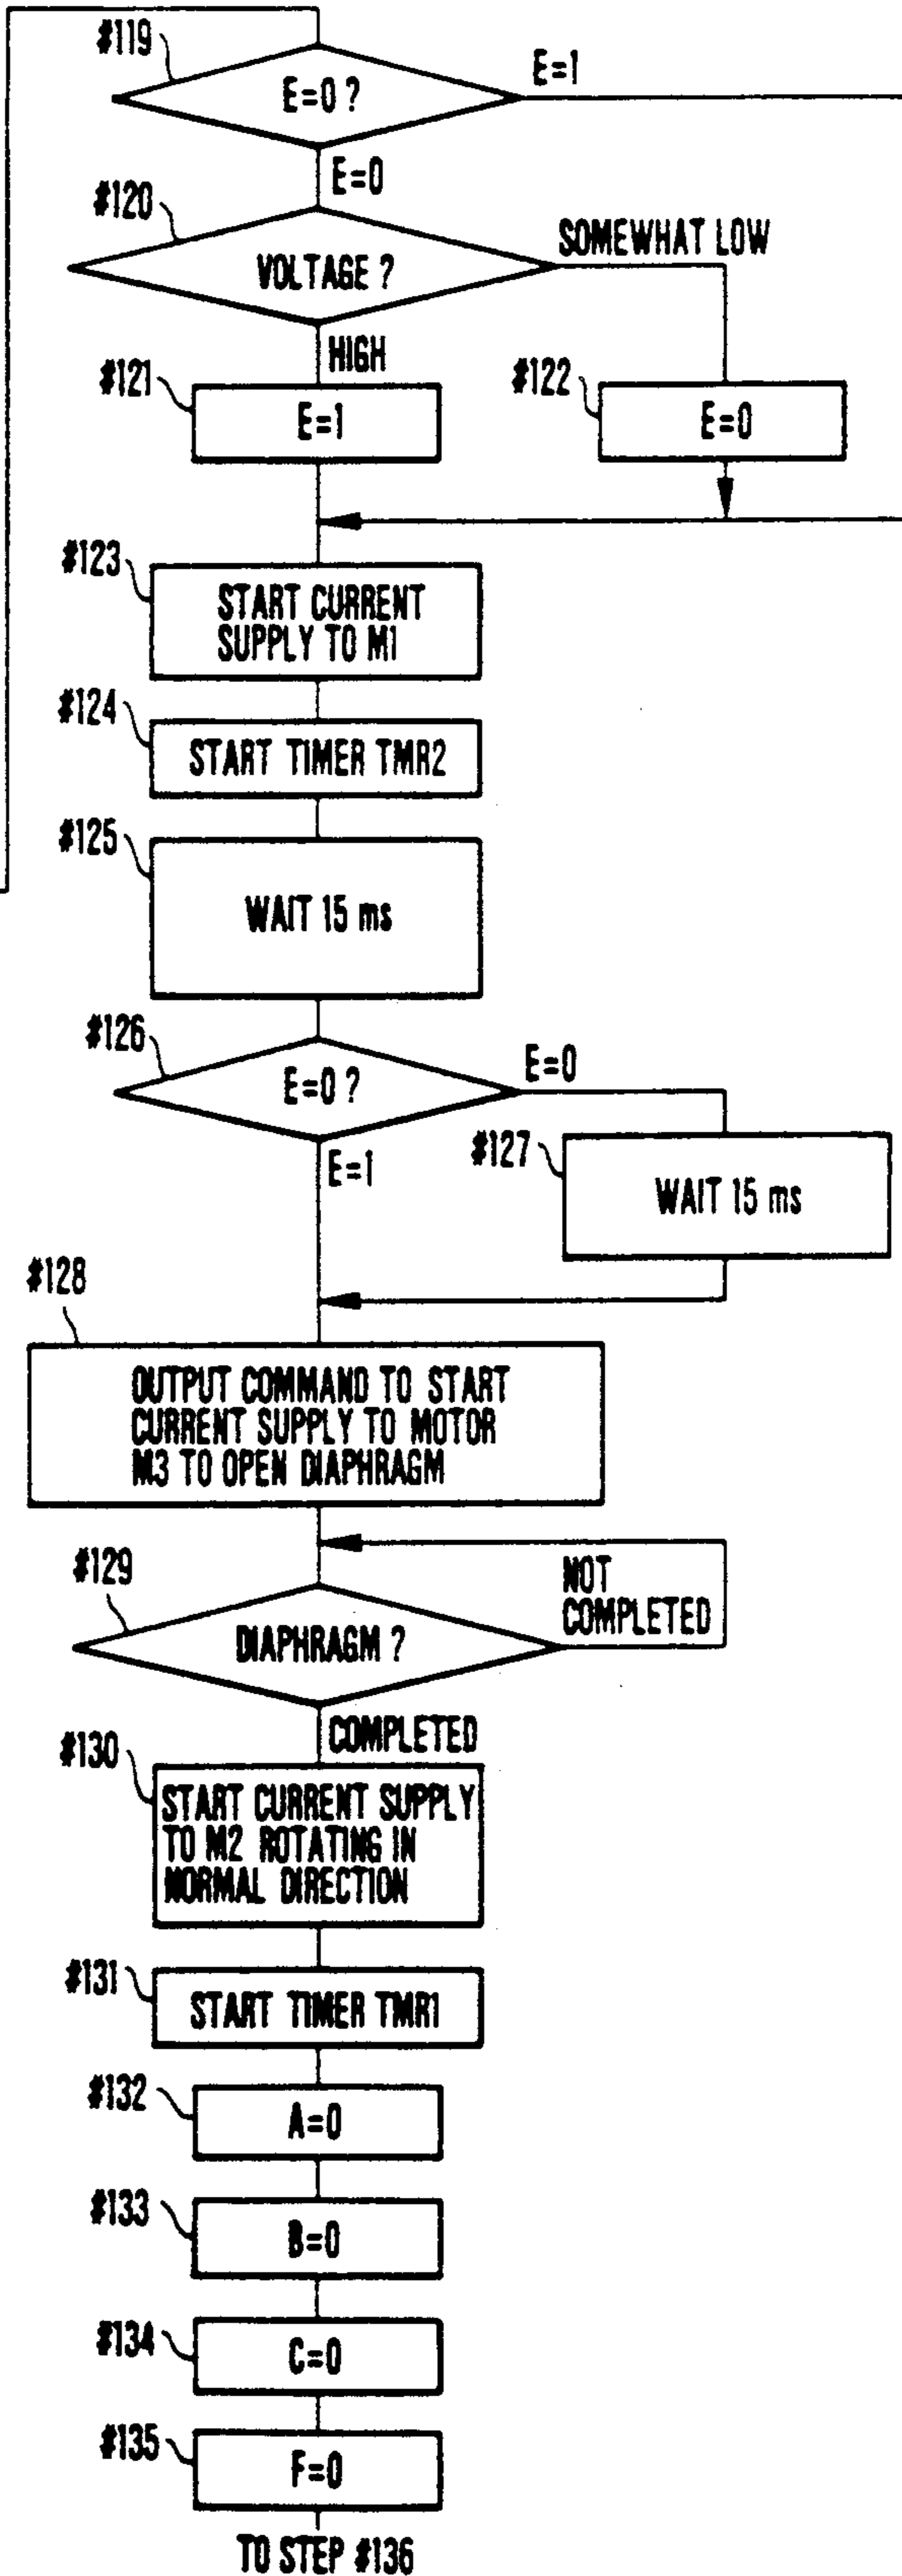 #119
E=0 ?
E=1
E=0
#120
VOLTAGE ?
SOMEWHAT LOW
HIGH
#121
E=1
#122
E=0
#123
START CURRENT
SUPPLY TO M1
#124
START TIMER TMR2
#125
WAIT 15 ms
#126
E=0 ?
E=0
E=1
#127
WAIT 15 ms
#128
OUTPUT COMMAND TO START
CURRENT SUPPLY TO MOTOR
M3 TO OPEN DIAPHRAGM
#129
DIAPHRAGM ?
NOT
COMPLETED
COMPLETED
#130
START CURRENT SUPPLY
TO M2 ROTATING IN
NORMAL DIRECTION
#131
START TIMER TMR1
#132
A=0
#133
B=0
#134
C=0
#135
F=0
TO STEP #136